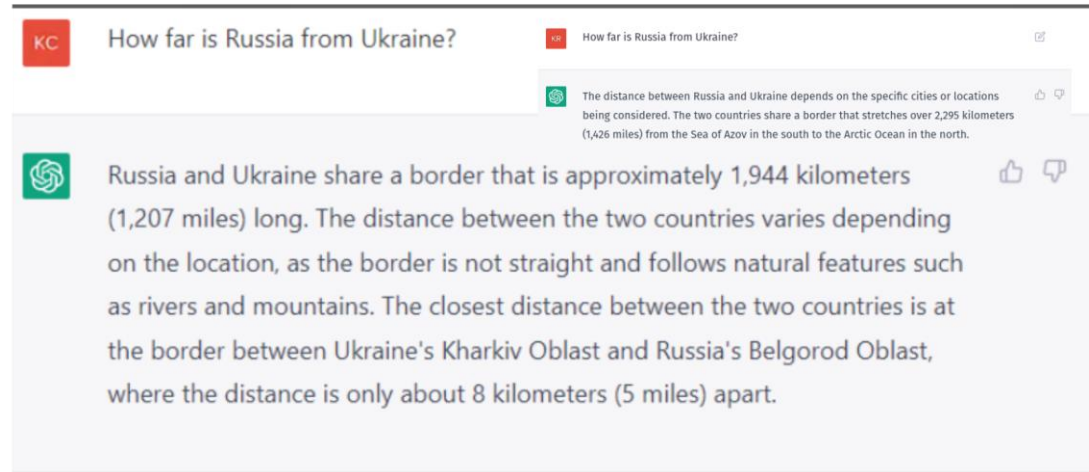 KC
How far is Russia from Ukraine?
KR
How far is Russia from Ukraine?
The distance between Russia and Ukraine depends on the specific cities or locations
being considered. The two countries share a border that stretches over 2,295 kilometers
(1,426 miles) from the Sea of Azov in the south to the Arctic Ocean in the north.
Russia and Ukraine share a border that is approximately 1,944 kilometers
(1,207 miles) long. The distance between the two countries varies depending
on the location, as the border is not straight and follows natural features such
as rivers and mountains. The closest distance between the two countries is at
the border between Ukraine's Kharkiv Oblast and Russia's Belgorod Oblast,
where the distance is only about 8 kilometers (5 miles) apart.